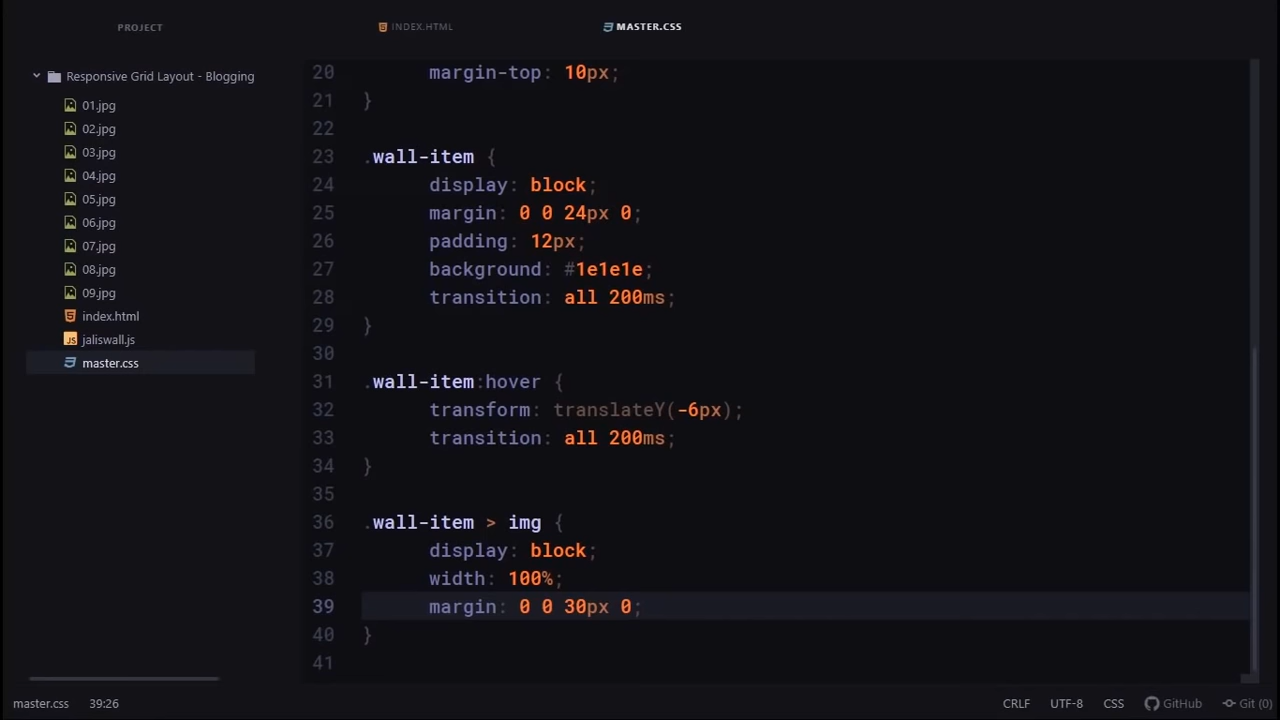 PROJECT
INDEX.HTML
MASTER.CSS
Responsive Grid Layout - Blogging
01.jpg
02.jpg
03.jpg
04.jpg
05.jpg
06.jpg
07.jpg
08.jpg
09.jpg
index.html
JS jaliswall.js
master.css
20 margin-top: 10px;
21 }
22
23 .wall-item {
24 display: block;
25 margin: 0 0 24px 0;
26 padding: 12px;
27 background: #1e1e1e;
28 transition: all 200ms;
29 }
30
31 .wall-item:hover {
32 transform: translateY(-6px);
33 transition: all 200ms;
34 }
35
36 .wall-item > img {
37 display: block;
38 width: 100%;
39 margin: 0 0 30px 0;
40 }
41
master.css 39:26 CRLF UTF-8 CSS GitHub Git (0)